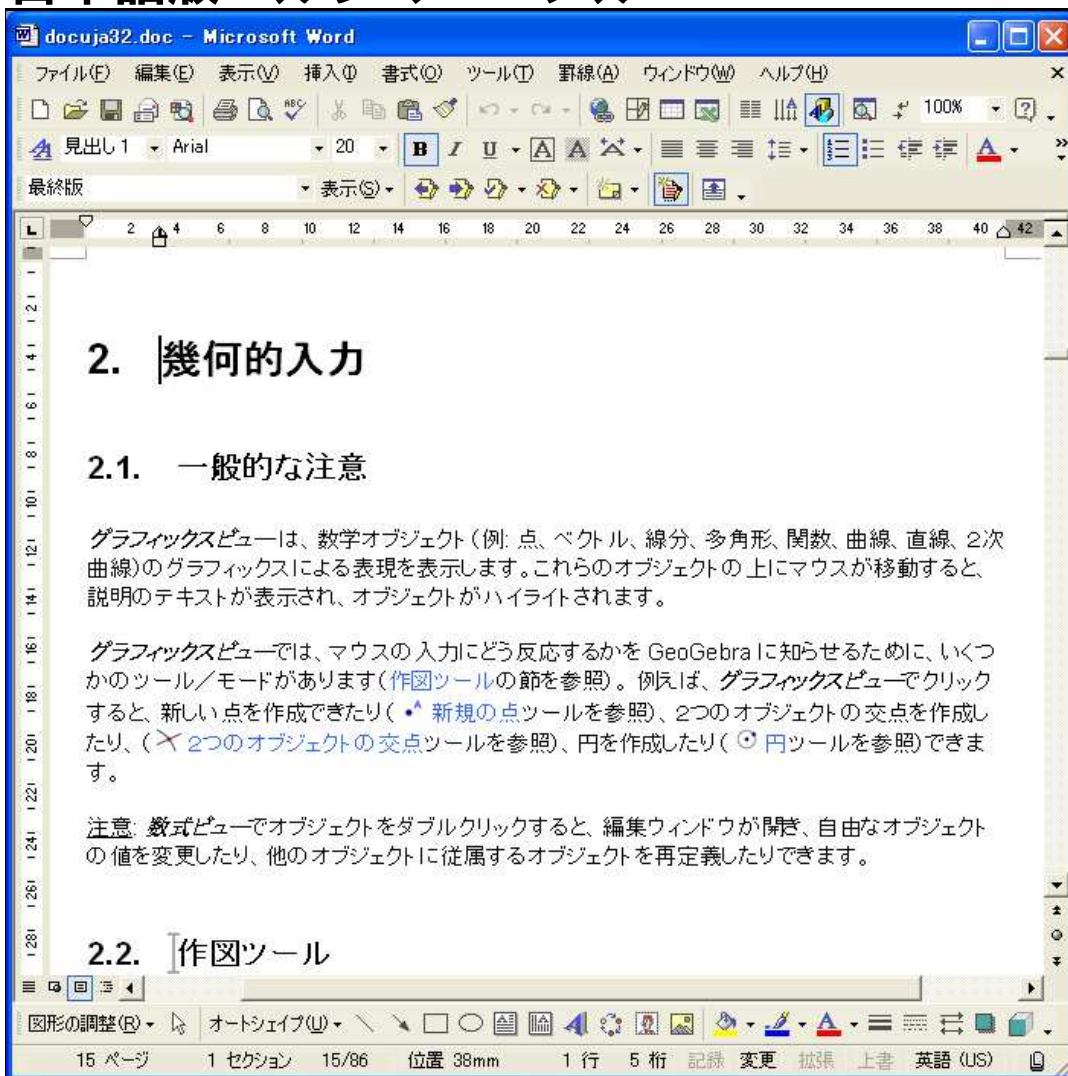 docuja32.doc - Microsoft Word
ファイル(F) 編集(E) 表示(V) 挿入(I) 書式(O) ツール(T) 罫線(A) ウィンドウ(W) ヘルプ(H)
100%
見出し1 Arial 20 B I U A A A
最終版 表示(S)
L 2 4 6 8 10 12 14 16 18 20 22 24 26 28 30 32 34 36 38 40 42
2. 幾何的入力
2.1. 一般的な注意
グラフィックスビューは、数学オブジェクト(例: 点、ベクトル、線分、多角形、関数、曲線、直線、2次
曲線)のグラフィックスによる表現を表示します。これらのオブジェクトの上にマウスが移動すると、
説明のテキストが表示され、オブジェクトがハイライトされます。
グラフィックスビューでは、マウスの入力にどう反応するかを GeoGebra に知らせるために、いくつ
かのツール/モードがあります(作図ツールの節を参照)。例えば、グラフィックスビューでクリック
すると、新しい点を作成できたり( 新規の点ツールを参照)、2つのオブジェクトの交点を作成し
たり、( 2つのオブジェクトの交点ツールを参照)、円を作成したり( 円ツールを参照)できま
す。
注意: 数式ビューでオブジェクトをダブルクリックすると、編集ウィンドウが開き、自由なオブジェクト
の値を変更したり、他のオブジェクトに従属するオブジェクトを再定義したりできます。
2.2. 作図ツール
図形の調整(R) オートシェイプ(U)
15 ページ 1 セクション 15/86 位置 38mm 1 行 5 桁 記録 変更 拡張 上書 英語 (US)